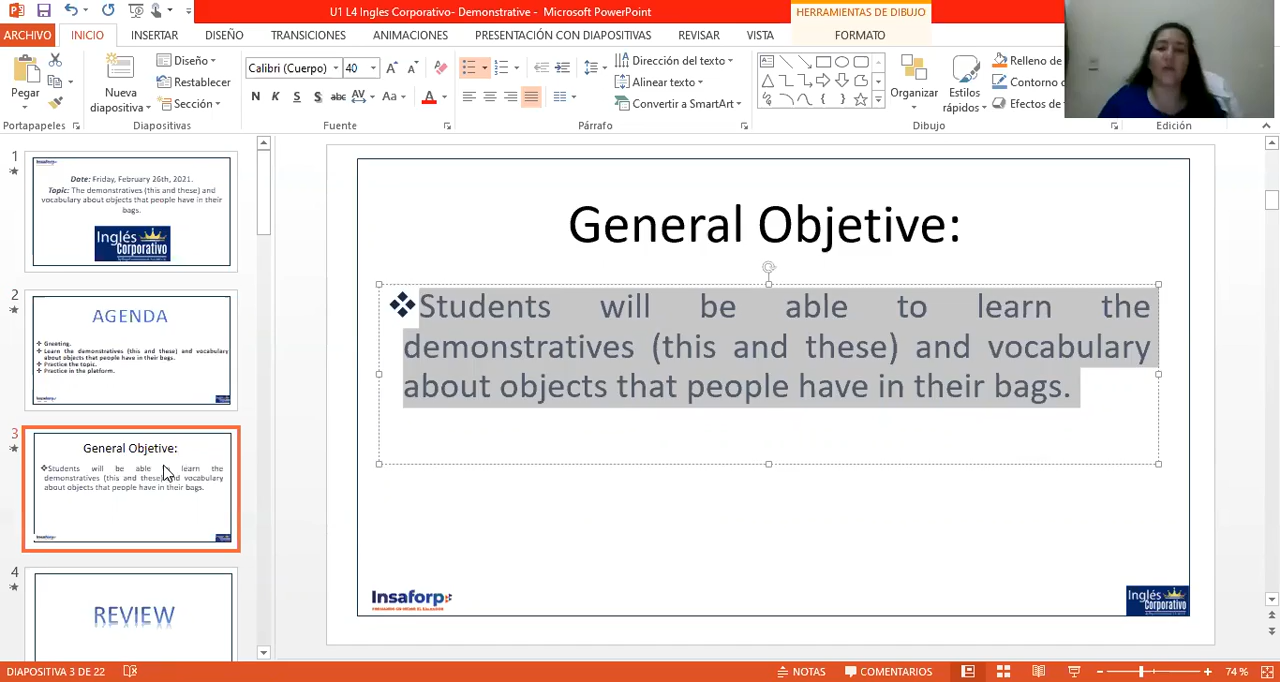 U1 L4 Ingles Corporativo- Demonstrative - Microsoft PowerPoint
HERRAMIENTAS DE DIBUJO
ARCHIVO INICIO INSERTAR DISEÑO TRANSICIONES ANIMACIONES PRESENTACIÓN CON DIAPOSITIVAS REVISAR VISTA FORMATO
Pegar
Nueva diapositiva
Diseño
Restablecer
Sección
Calibri (Cuerpo) 40
N K S S abc AV Aa A
Dirección del texto
Alinear texto
Convertir a SmartArt
Organizar
Estilos rápidos
Relleno de
Contorno o
Efectos de
Portapapeles Diapositivas Fuente Párrafo Dibujo Edición
1
Date: Friday, February 26th, 2021.
Topic: The demonstratives (this and these) and
vocabulary about objects that people have in their
bags.
Inglés
Corporativo
2
AGENDA
Greeting.
Learn the demonstratives (this and these) and vocabulary
about objects that people have in their bags.
Practice the topic.
Practice in the platform.
3
General Objetive:
Students will be able learn the
demonstratives (this and these) and vocabulary
about objects that people have in their bags.
4
REVIEW
General Objetive:
Students will be able to learn the
demonstratives (this and these) and vocabulary
about objects that people have in their bags.
Insaforp
Inglés
Corporativo
DIAPOSITIVA 3 DE 22
NOTAS COMENTARIOS 74 %